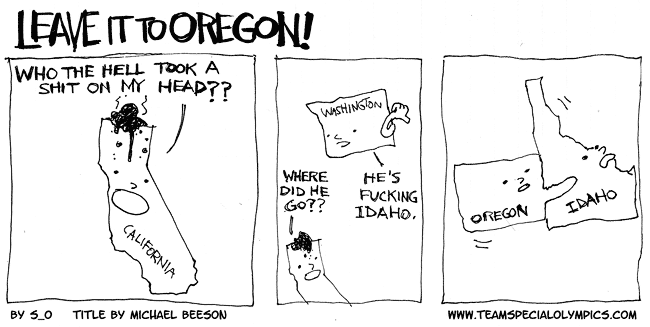 LEAVE IT TO OREGON!
WHO THE HELL TOOK A
SHIT ON MY HEAD??
CALIFORNIA
WASHINGTON
HE'S
FUCKING
IDAHO.
WHERE
DID HE
GO??
OREGON
IDAHO
BY S_O TITLE BY MICHAEL BEESON
WWW.TEAMSPECIALOLYMPICS.COM